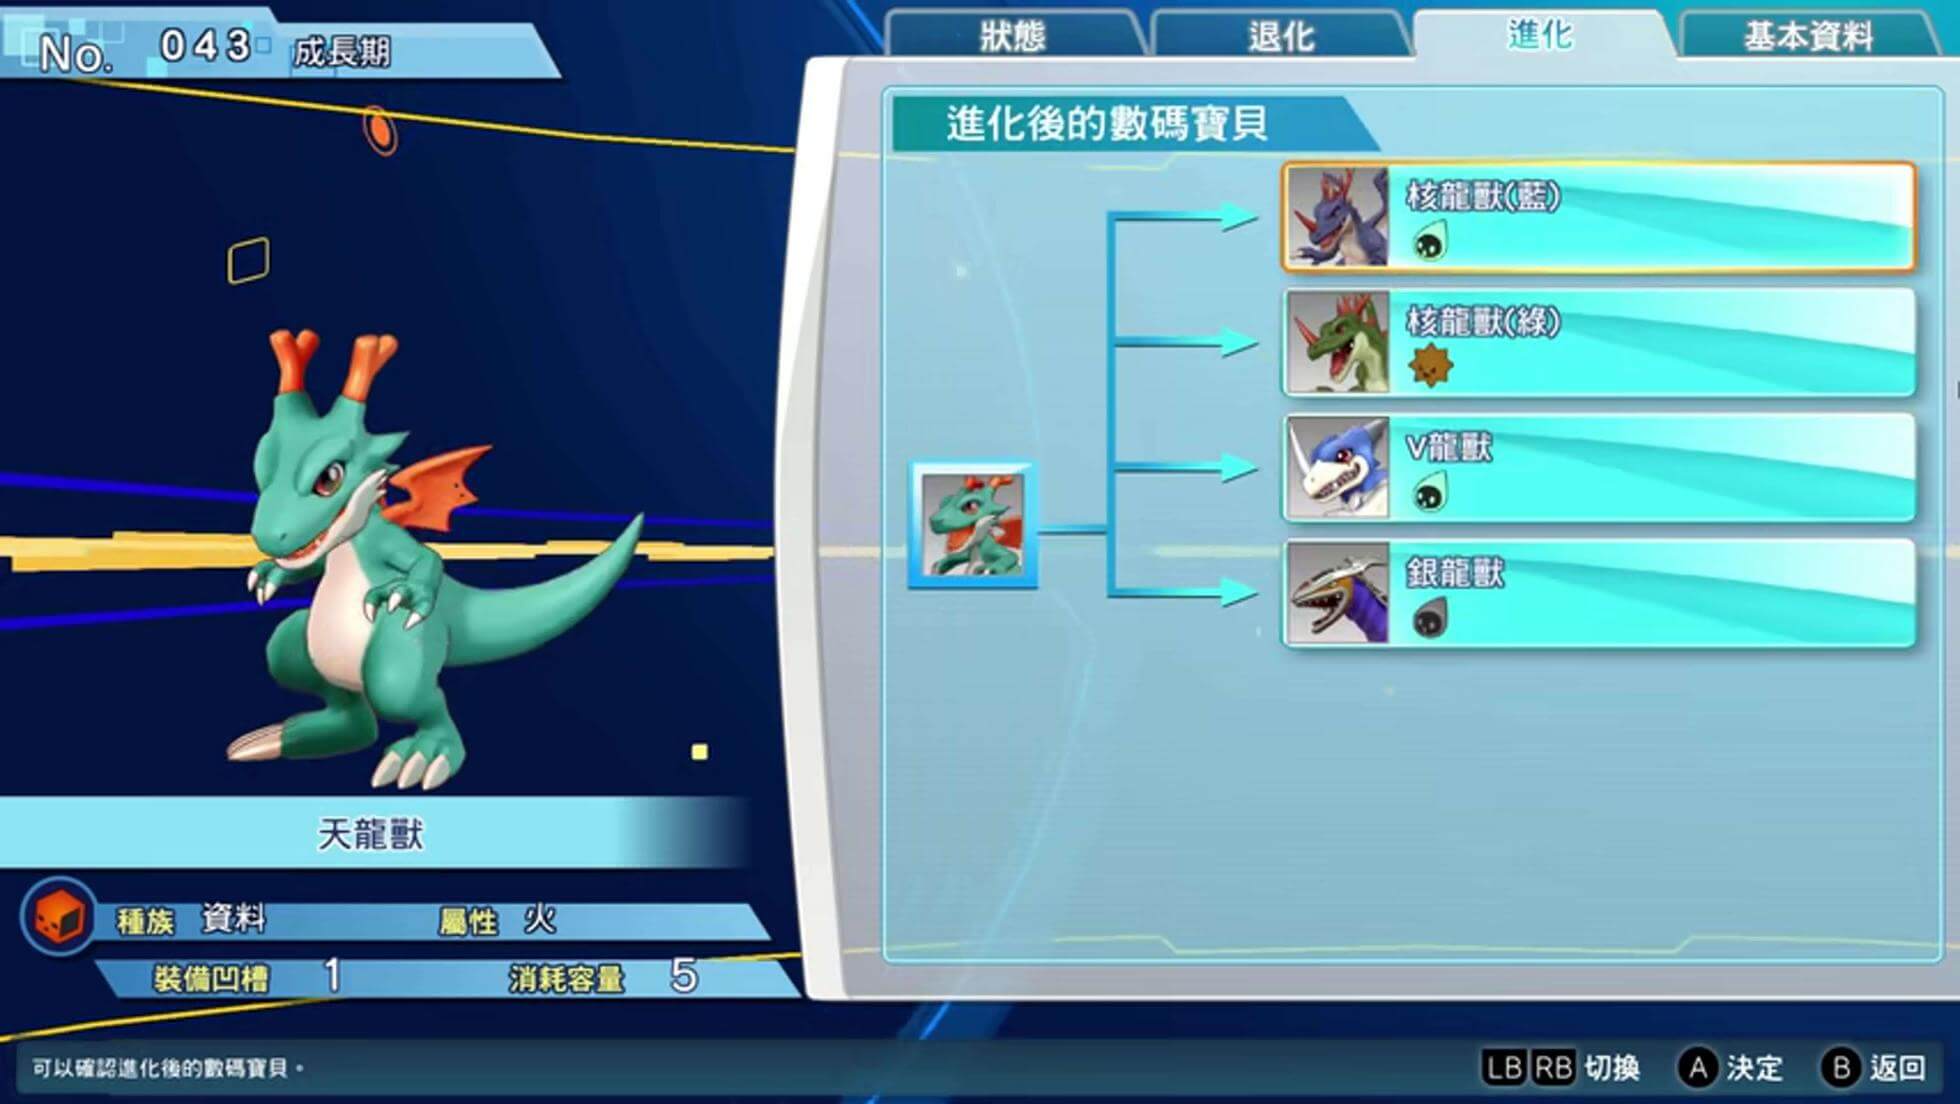 No. 043 成長期
狀態 退化 進化 基本資料
進化後的數碼寶貝
核龍獸(藍)
核龍獸(綠)
V龍獸
銀龍獸
天龍獸
種族 資料 屬性 火
裝備凹槽 1 消耗容量 5
可以確認進化後的數碼寶貝。
LB RB 切換 A 決定 B 返回